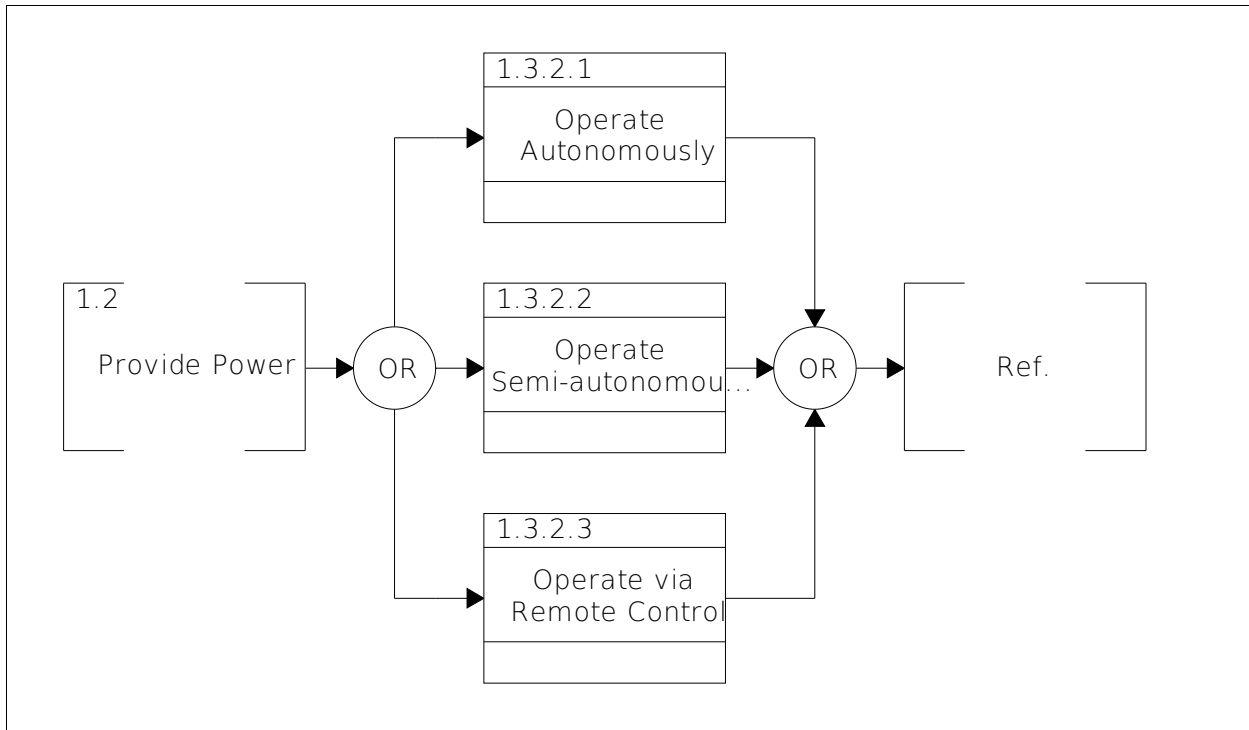 1.3.2.1
Operate
Autonomously
1.2
Provide Power
OR
1.3.2.2
Operate
Semi-autonomou...
OR
Ref.
1.3.2.3
Operate via
Remote Control